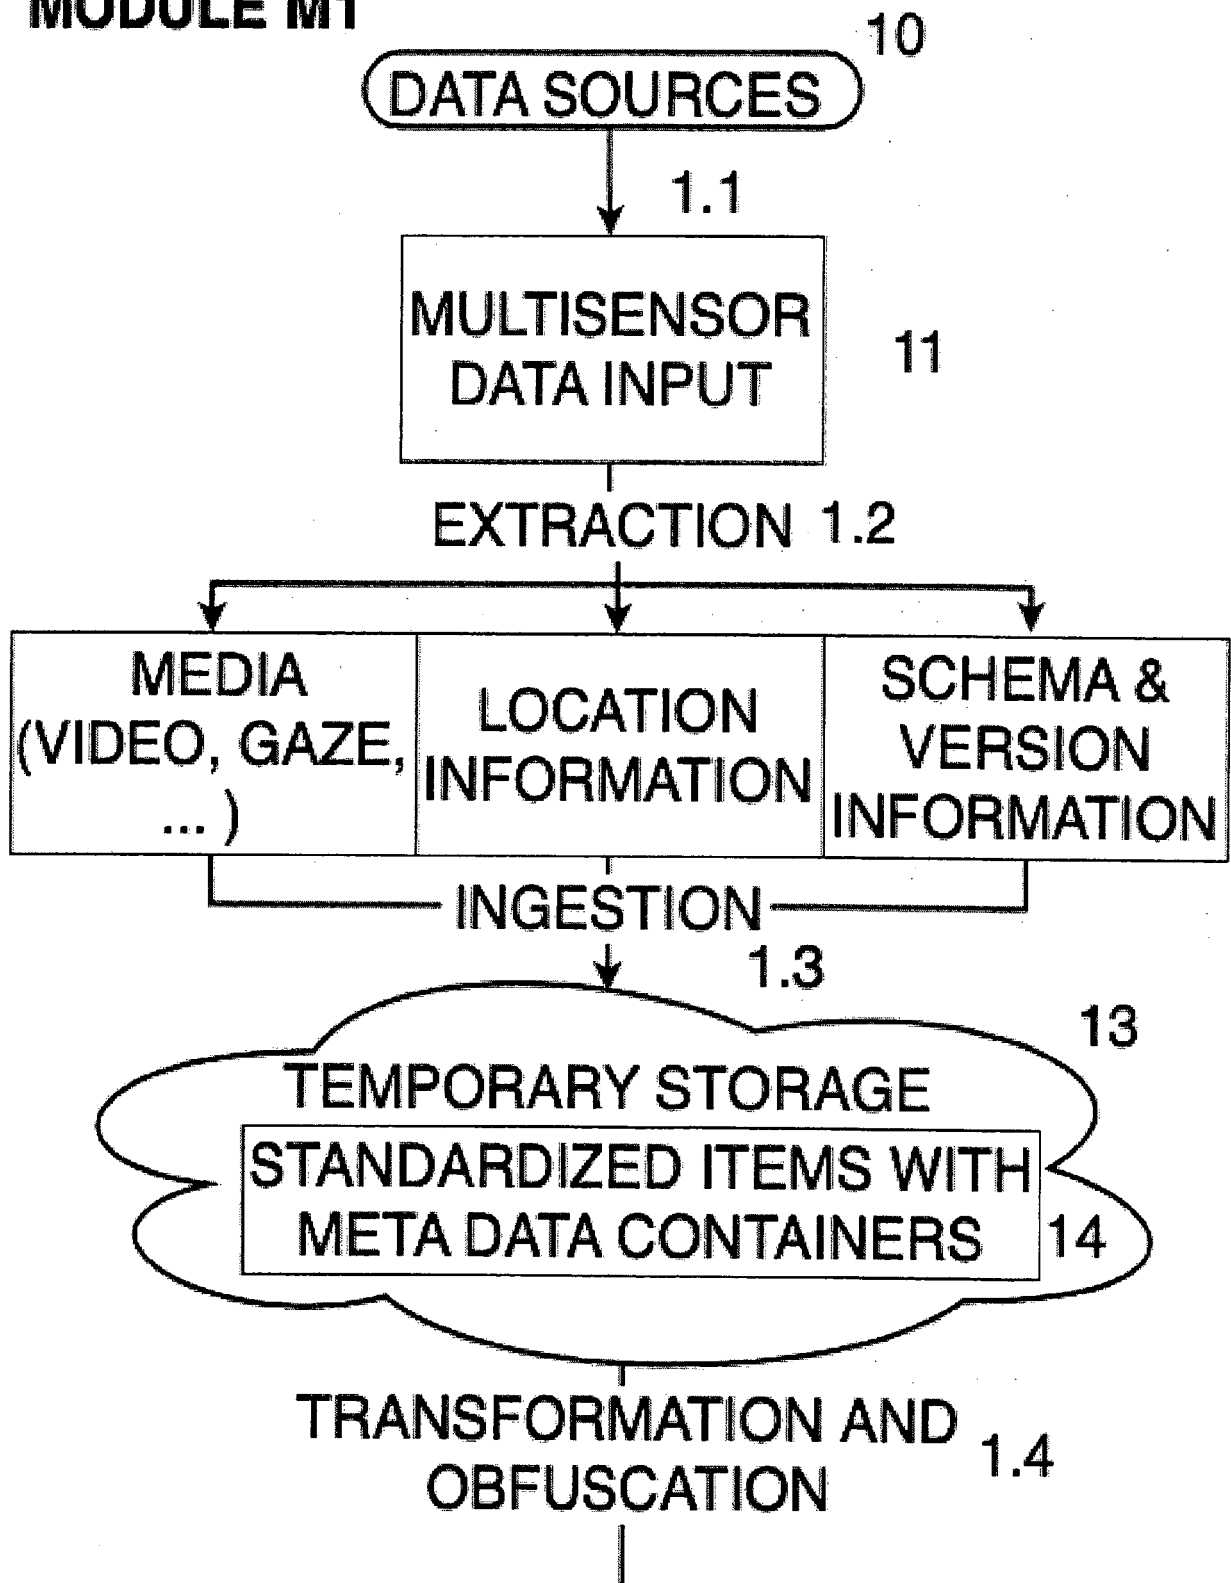 MODULE M1
10
DATA SOURCES
1.1
MULTISENSOR
DATA INPUT
11
EXTRACTION 1.2
MEDIA
(VIDEO, GAZE,
... )
LOCATION
INFORMATION
SCHEMA &
VERSION
INFORMATION
INGESTION
1.3
13
TEMPORARY STORAGE
STANDARDIZED ITEMS WITH
META DATA CONTAINERS
14
TRANSFORMATION AND
OBFUSCATION
1.4